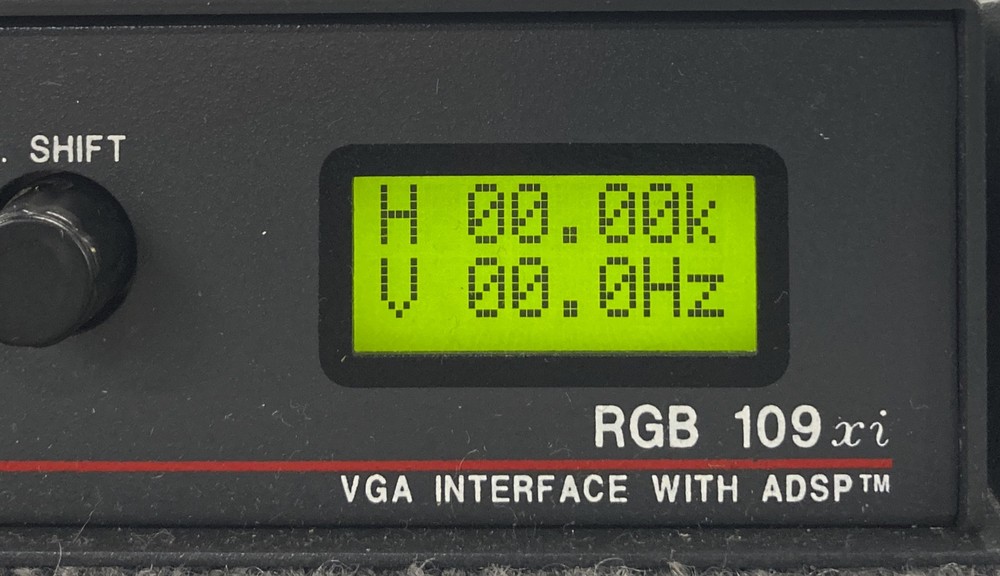 . SHIFT
H 00.00k
V 00.0Hz
RGB 109xi
VGA INTERFACE WITH ADSP™